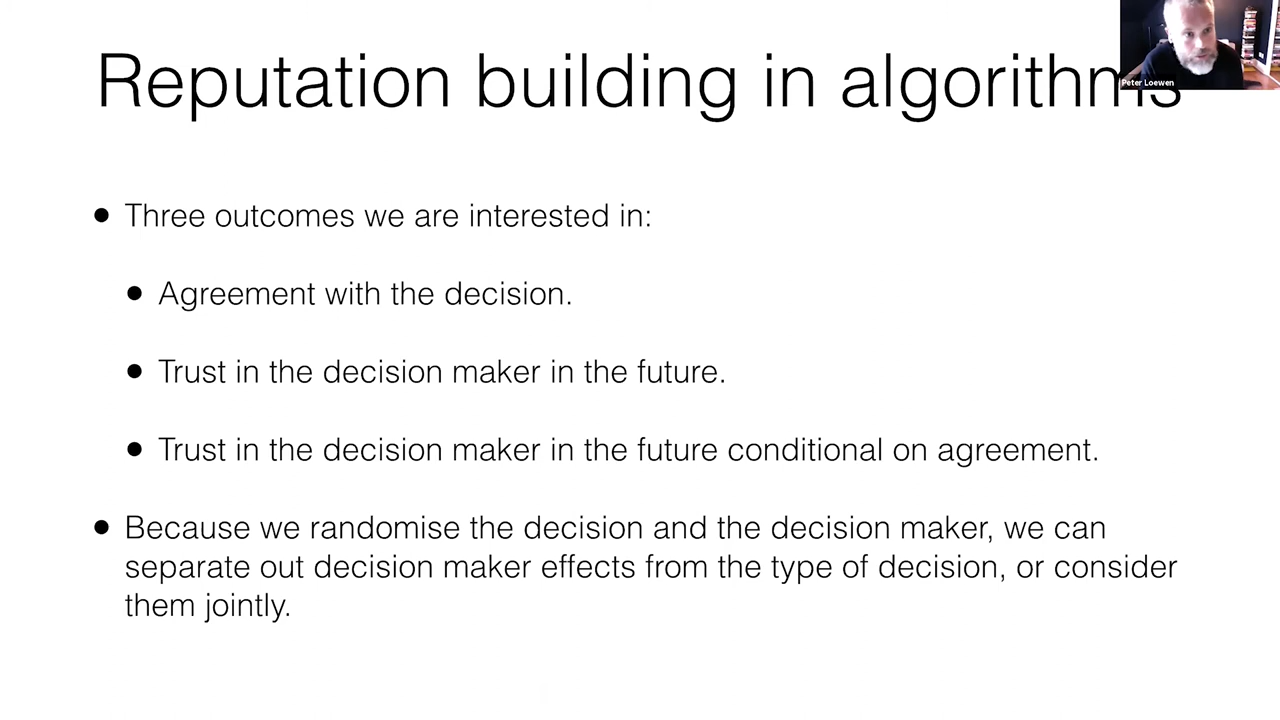 Reputation building in algorithms
Peter Loewen
• Three outcomes we are interested in:
• Agreement with the decision.
• Trust in the decision maker in the future.
• Trust in the decision maker in the future conditional on agreement.
• Because we randomise the decision and the decision maker, we can
separate out decision maker effects from the type of decision, or consider
them jointly.